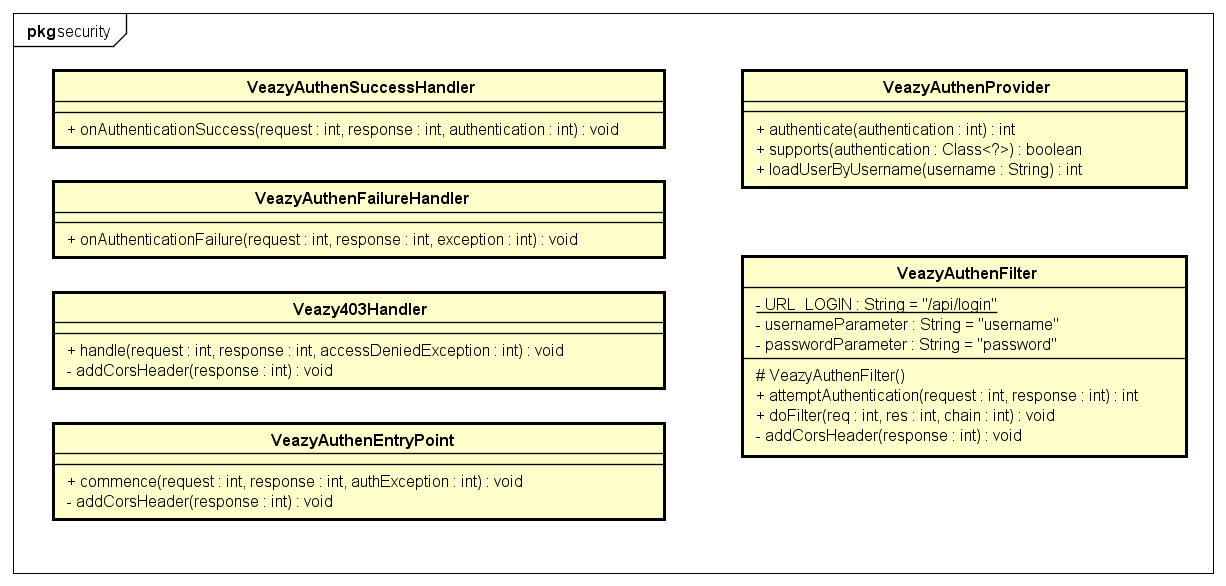 pkg security
VeazyAuthenSuccessHandler
+ onAuthenticationSuccess(request : int, response : int, authentication : int) : void
VeazyAuthenFailureHandler
+ onAuthenticationFailure(request : int, response : int, exception : int) : void
Veazy403Handler
+ handle(request : int, response : int, accessDeniedException : int) : void
- addCorsHeader(response : int) : void
VeazyAuthenEntryPoint
+ commence(request : int, response : int, authException : int) : void
- addCorsHeader(response : int) : void
VeazyAuthenProvider
+ authenticate(authentication : int) : int
+ supports(authentication : Class<?>) : boolean
+ loadUserByUsername(username : String) : int
VeazyAuthenFilter
- URL_LOGIN : String = "/api/login"
- usernameParameter : String = "username"
- passwordParameter : String = "password"
# VeazyAuthenFilter()
+ attemptAuthentication(request : int, response : int) : int
+ doFilter(req : int, res : int, chain : int) : void
- addCorsHeader(response : int) : void